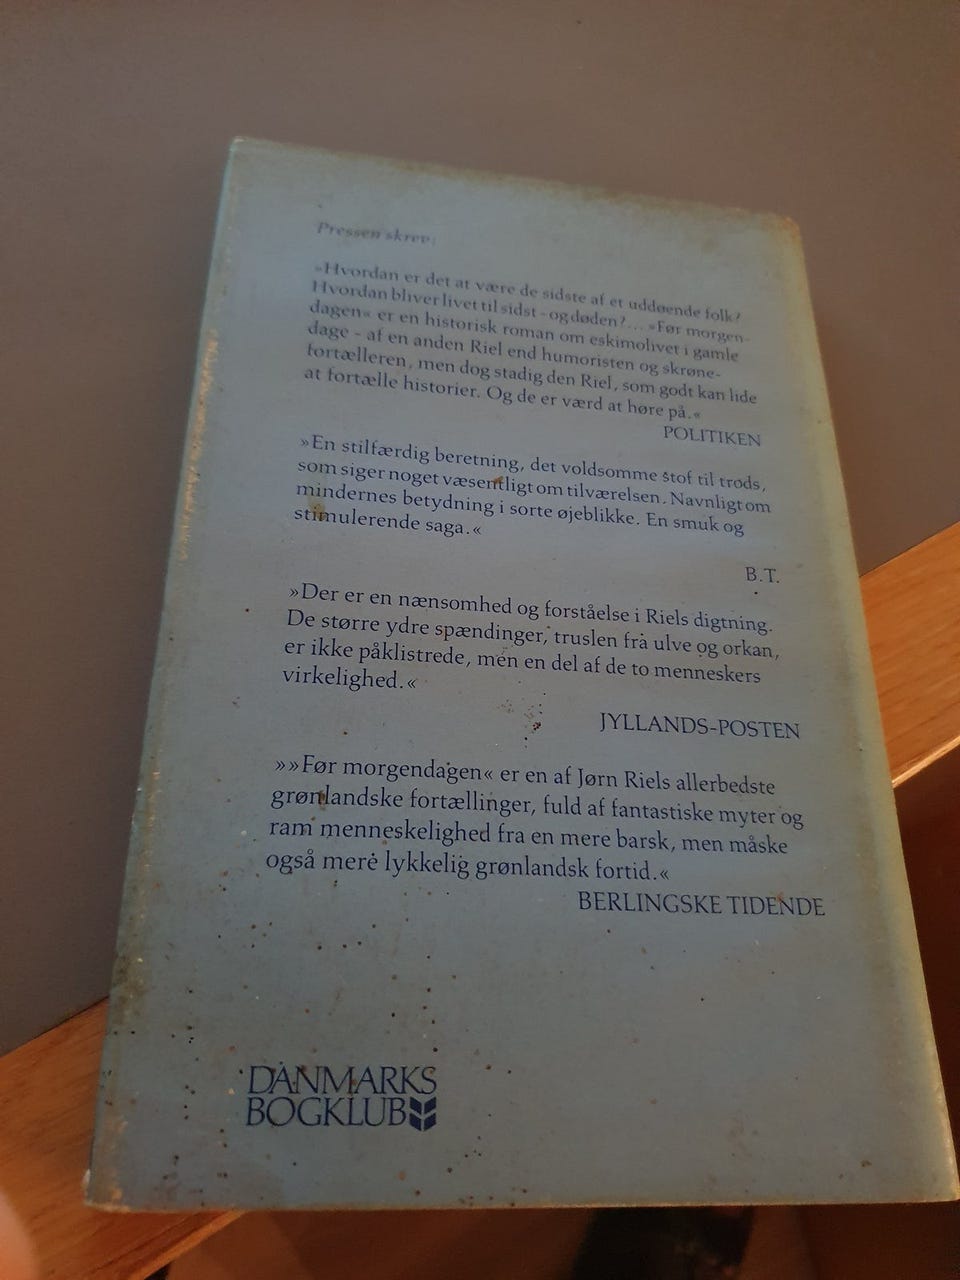 Pressen skrev:
»Hvordan er det at være de sidste af et uddøende folk?
Hvordan bliver livet til sidst - og døden?... »Før morgen-
dagen« er en historisk roman om eskimolivet i gamle
dage - af en anden Riel end humoristen og skrøne-
fortælleren, men dog stadig den Riel, som godt kan lide
at fortælle historier. Og de er værd at høre på.«
POLITIKEN
»En stilfærdig beretning, det voldsomme stof til trods,
som siger noget væsentligt om tilværelsen. Navnligt om
mindernes betydning i sorte øjeblikke. En smuk og
stimulerende saga.«
B.T.
»Der er en nænsomhed og forståelse i Riels digtning.
De større ydre spændinger, truslen fra ulve og orkan,
er ikke påklistrede, men en del af de to menneskers
virkelighed.«
JYLLANDS-POSTEN
»»Før morgendagen« er en af Jørn Riels allerbedste
grønlandske fortællinger, fuld af fantastiske myter og
ram menneskelighed fra en mere barsk, men måske
også mere lykkelig grønlandsk fortid.«
BERLINGSKE TIDENDE
DANMARKS
BOGKLUB